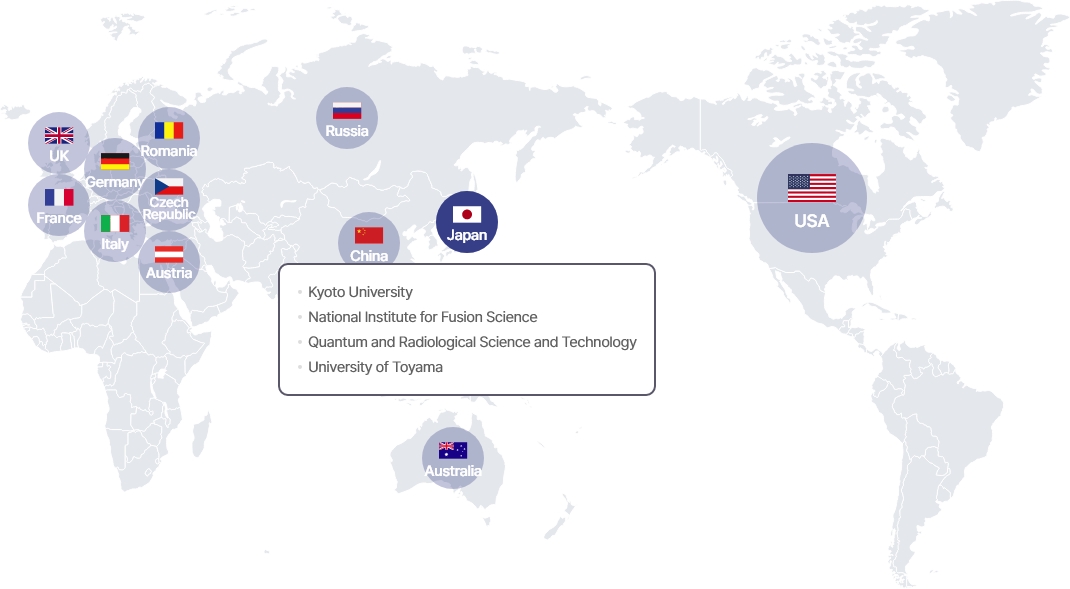 Russia
UK
Romania
Germany
France
Czech
Republic
Italy
Austria
China
Japan
USA
Kyoto University
National Institute for Fusion Science
Quantum and Radiological Science and Technology
University of Toyama
Australia